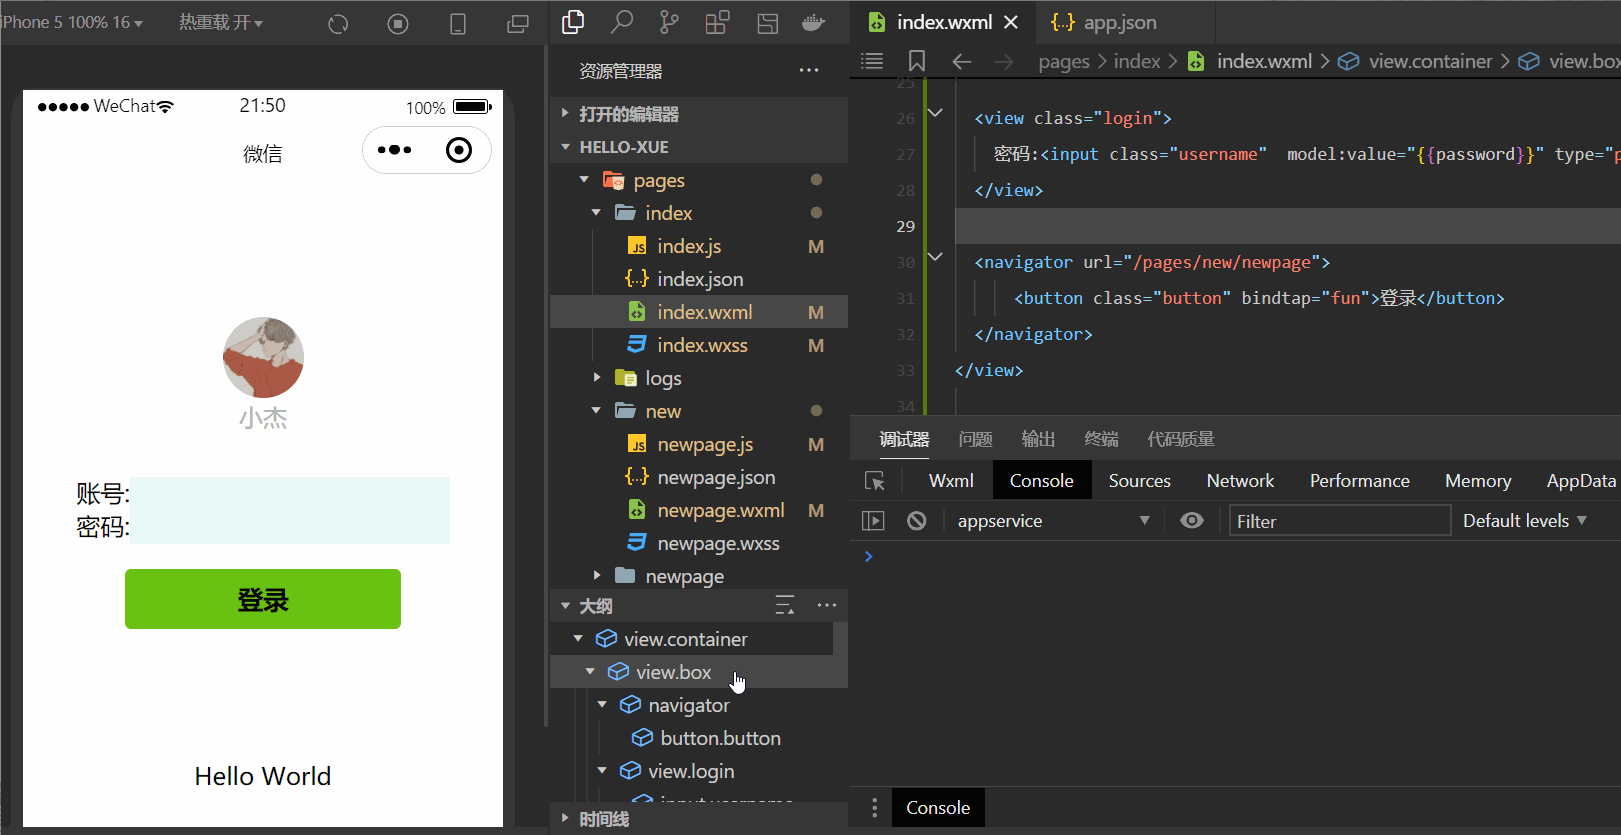 iPhone 5 100% 16
热重载 开
WeChat
21:50
100%
微信
小杰
账号:
密码:
登录
Hello World
资源管理器
打开的编辑器
HELLO-XUE
pages
index
index.js M
index.json
index.wxml M
index.wxss M
logs
new
newpage.js M
newpage.json
newpage.wxml M
newpage.wxss
newpage
大纲
view.container
view.box
navigator
button.button
view.login
input.username
时间线
index.wxml
app.json
pages > index > index.wxml > view.container > view.box
25
26 <view class="login">
27 密码:<input class="username" model:value="{{password}}" type="p
28 </view>
29
30 <navigator url="/pages/new/newpage">
31 <button class="button" bindtap="fun">登录</button>
32 </navigator>
33 </view>
34
调试器 问题 输出 终端 代码质量
Wxml Console Sources Network Performance Memory AppData
appservice Filter Default levels
Console